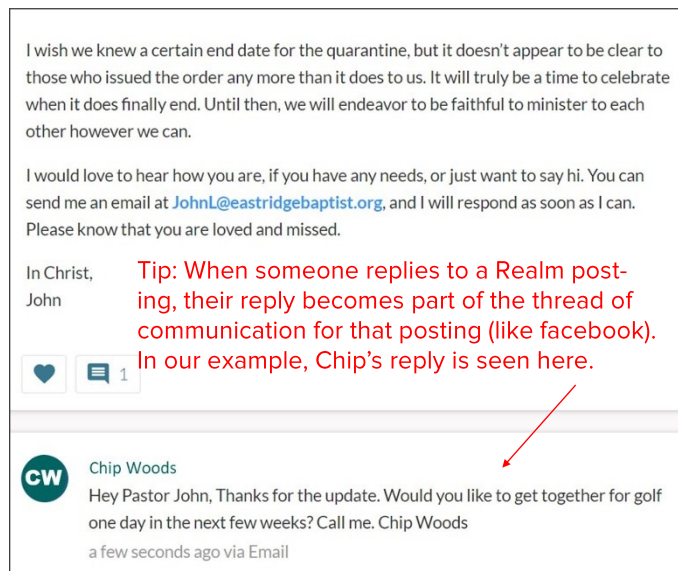 I wish we knew a certain end date for the quarantine, but it doesn't appear to be clear to
those who issued the order any more than it does to us. It will truly be a time to celebrate
when it does finally end. Until then, we will endeavor to be faithful to minister to each
other however we can.
I would love to hear how you are, if you have any needs, or just want to say hi. You can
send me an email at JohnL@eastridgebaptist.org, and I will respond as soon as I can.
Please know that you are loved and missed.
In Christ,
John
Tip: When someone replies to a Realm post-
ing, their reply becomes part of the thread of
communication for that posting (like facebook).
In our example, Chip's reply is seen here.
1
CW
Chip Woods
Hey Pastor John, Thanks for the update. Would you like to get together for golf
one day in the next few weeks? Call me. Chip Woods
a few seconds ago via Email